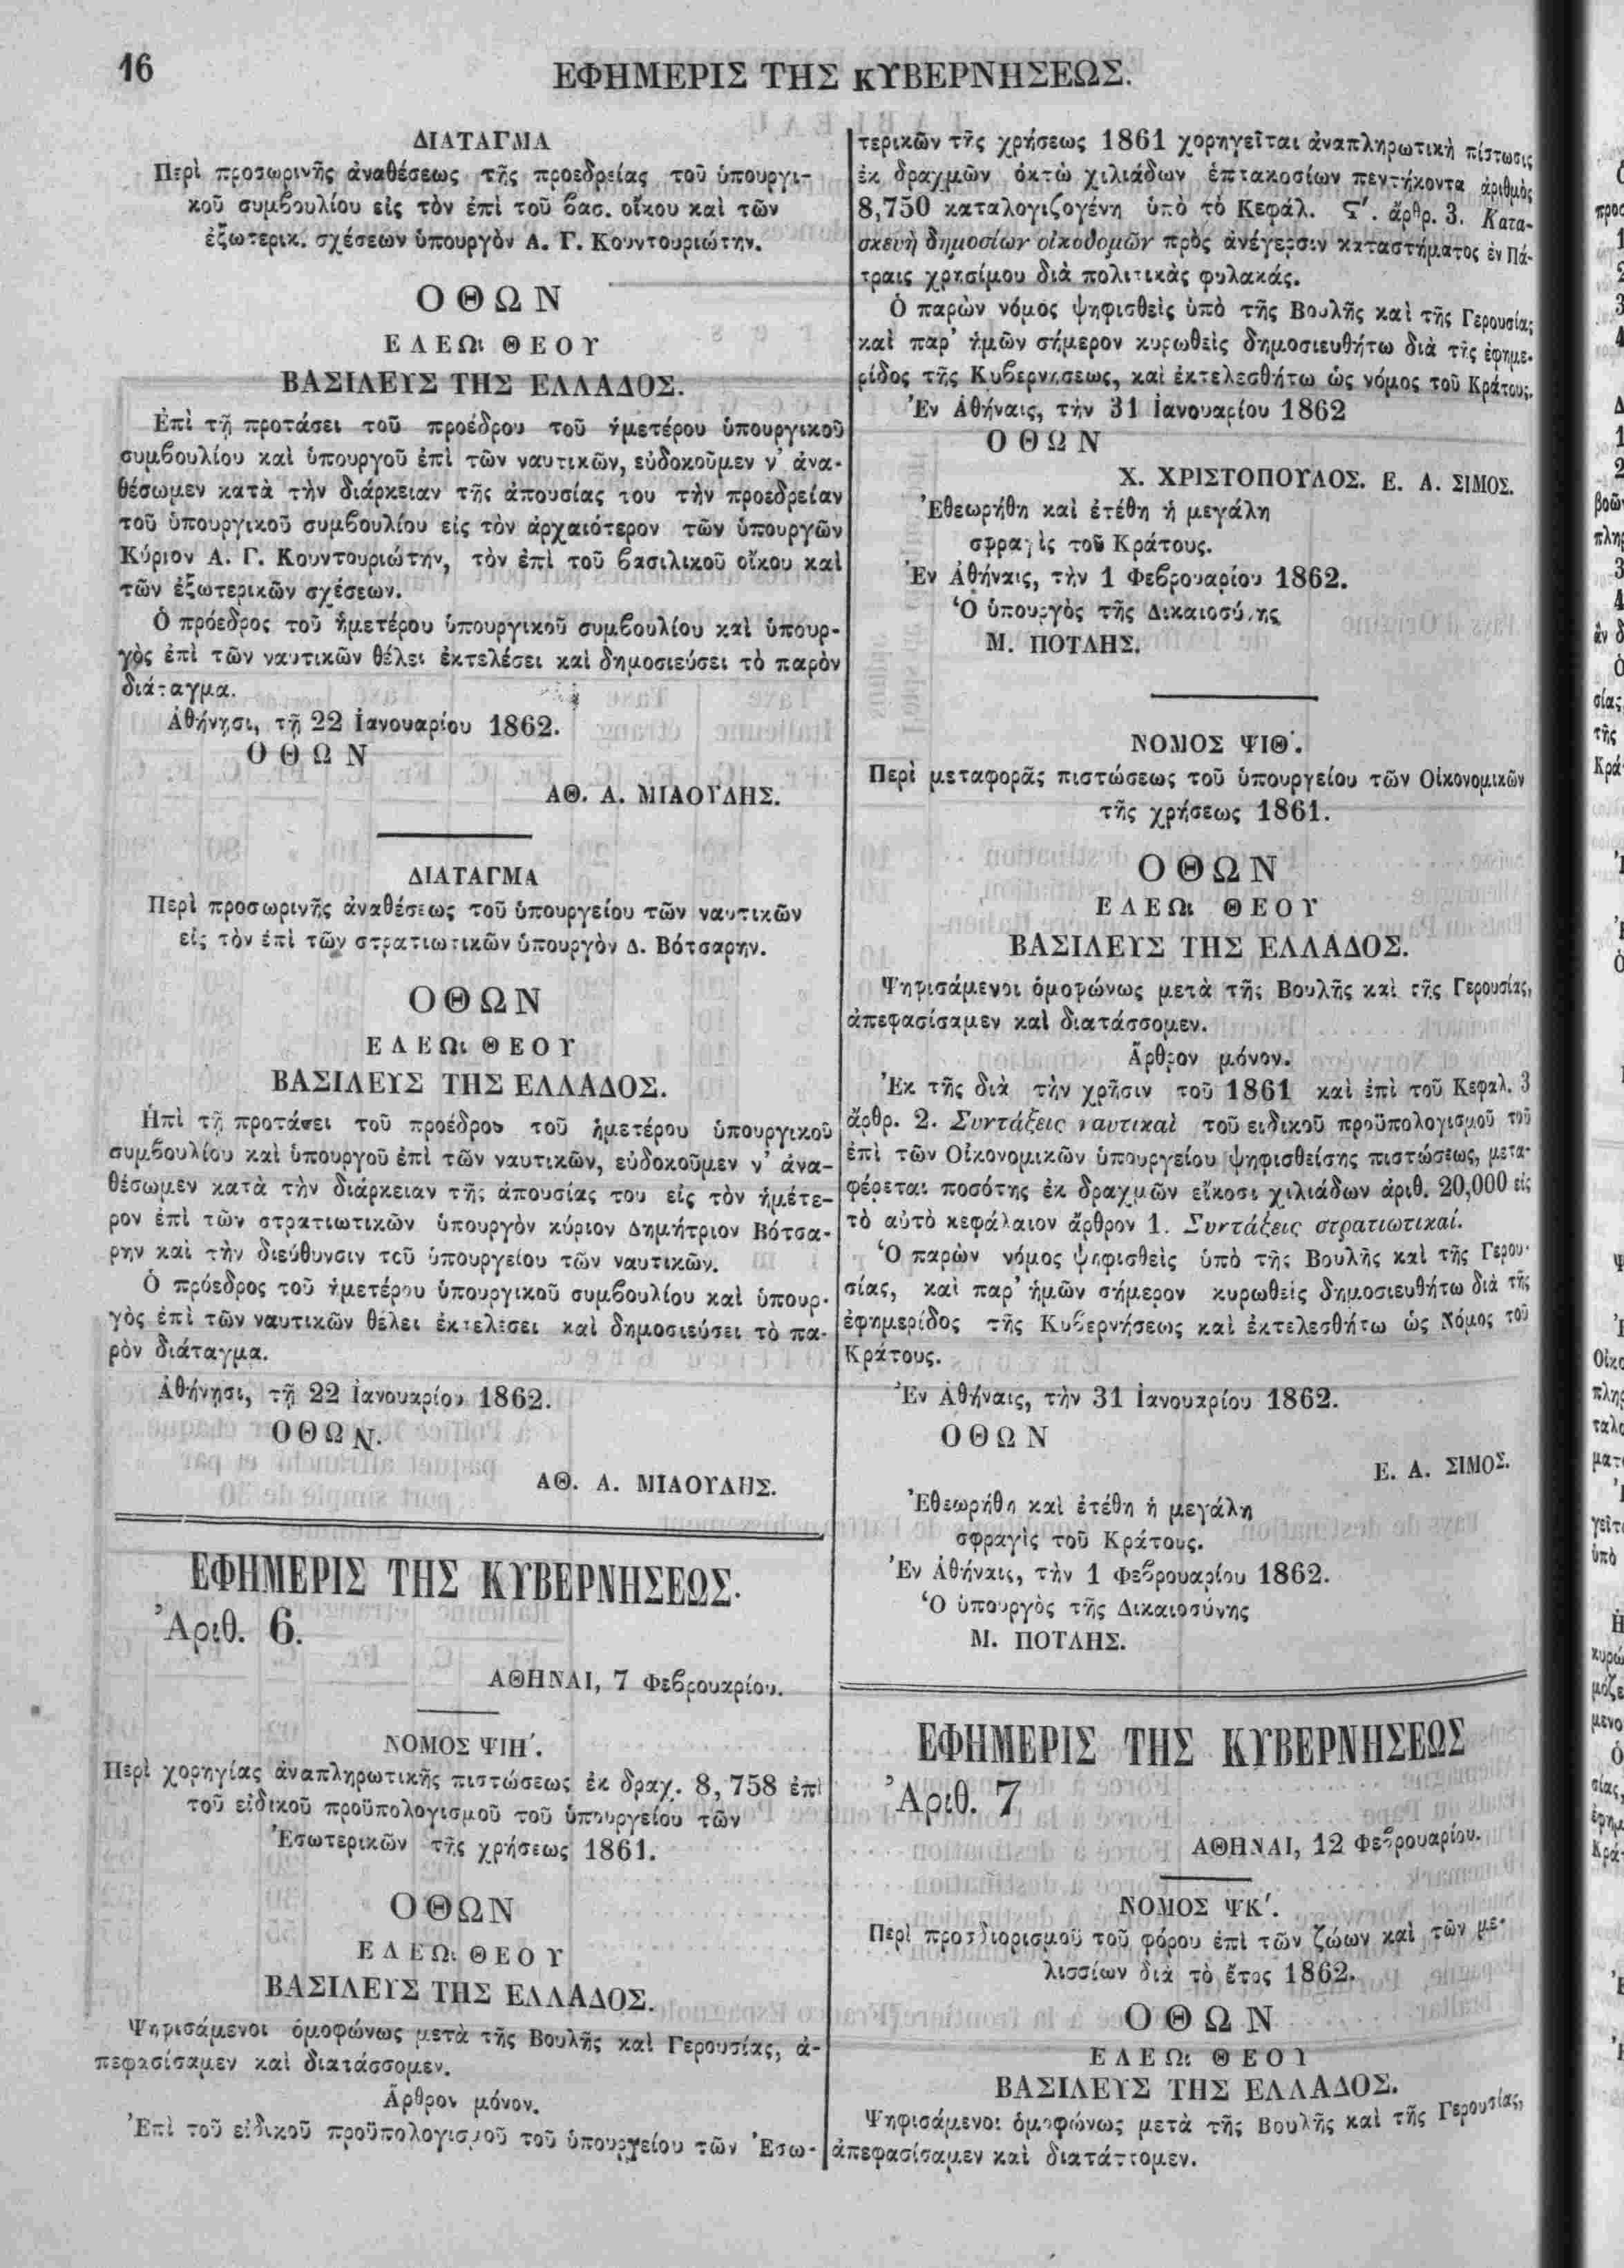 16
ΕΦΗΜΕΡΙΣ ΤΗΣ ΚΥΒΕΡΝΗΣΕΩΣ.
ΔΙΑΤΑΓΜΑ
Περὶ προσωρινῆς ἀναθέσεως τῆς προεδρείας τοῦ ὑπουργι-
κοῦ συμβουλίου εἰς τὸν ἐπὶ τοῦ βασ. οἴκου καὶ τῶν
ἐξωτερικ. σχέσεων ὑπουργὸν Α. Γ. Κουντουριώτην.
ΟΘΩΝ
ΕΛΕΩι ΘΕΟΥ
ΒΑΣΙΛΕΥΣ ΤΗΣ ΕΛΛΑΔΟΣ.
Ἐπὶ τῇ προτάσει τοῦ προέδρου τοῦ ἡμετέρου ὑπουργικοῦ
συμβουλίου καὶ ὑπουργοῦ ἐπὶ τῶν ναυτικῶν, εὐδοκοῦμεν ν' ἀνα-
θέσωμεν κατὰ τὴν διάρκειαν τῆς ἀπουσίας του τὴν προεδρείαν
τοῦ ὑπουργικοῦ συμβουλίου εἰς τὸν ἀρχαιότερον τῶν ὑπουργῶν
Κύριον Α. Γ. Κουντουριώτην, τὸν ἐπὶ τοῦ βασιλικοῦ οἴκου καὶ
τῶν ἐξωτερικῶν σχέσεων.
Ὁ πρόεδρος τοῦ ἡμετέρου ὑπουργικοῦ συμβουλίου καὶ ὑπουρ-
γὸς ἐπὶ τῶν ναυτικῶν θέλει ἐκτελέσει καὶ δημοσιεύσει τὸ παρὸν
διάταγμα.
Ἀθήνῃσι, τῇ 22 Ἰανουαρίου 1862.
ΟΘΩΝ
ΑΘ. Α. ΜΙΑΟΥΛΗΣ.
ΔΙΑΤΑΓΜΑ
Περὶ προσωρινῆς ἀναθέσεως τοῦ ὑπουργείου τῶν ναυτικῶν
εἰς τὸν ἐπὶ τῶν στρατιωτικῶν ὑπουργὸν Δ. Βότσαρην.
ΟΘΩΝ
ΕΛΕΩι ΘΕΟΥ
ΒΑΣΙΛΕΥΣ ΤΗΣ ΕΛΛΑΔΟΣ.
Ἠπὶ τῇ προτάσει τοῦ προέδρου τοῦ ἡμετέρου ὑπουργικοῦ
συμβουλίου καὶ ὑπουργοῦ ἐπὶ τῶν ναυτικῶν, εὐδοκοῦμεν ν' ἀνα-
θέσωμεν κατὰ τὴν διάρκειαν τῆς ἀπουσίας του εἰς τὸν ἡμέτε-
ρον ἐπὶ τῶν στρατιωτικῶν ὑπουργὸν κύριον Δημήτριον Βότσα-
ρην καὶ τὴν διεύθυνσιν τοῦ ὑπουργείου τῶν ναυτικῶν.
Ὁ πρόεδρος τοῦ ἡμετέρου ὑπουργικοῦ συμβουλίου καὶ ὑπουρ-
γὸς ἐπὶ τῶν ναυτικῶν θέλει ἐκτελέσει καὶ δημοσιεύσει τὸ πα-
ρὸν διάταγμα.
Ἀθήνῃσι, τῇ 22 Ἰανουαρίου 1862.
ΟΘΩΝ.
ΑΘ. Α. ΜΙΑΟΥΛΗΣ.
ΕΦΗΜΕΡΙΣ ΤΗΣ ΚΥΒΕΡΝΗΣΕΩΣ.
Ἀριθ. 6.
ΑΘΗΝΑΙ, 7 Φεβρουαρίου.
ΝΟΜΟΣ ΨΙΗ΄.
Περὶ χορηγίας ἀναπληρωτικῆς πιστώσεως ἐκ δραχ. 8,758 ἐπὶ
τοῦ εἰδικοῦ προϋπολογισμοῦ τοῦ ὑπουργείου τῶν
Ἐσωτερικῶν τῆς χρήσεως 1861.
ΟΘΩΝ
ΕΛΕΩι ΘΕΟΥ
ΒΑΣΙΛΕΥΣ ΤΗΣ ΕΛΛΑΔΟΣ.
Ψηφισάμενοι ὁμοφώνως μετὰ τῆς Βουλῆς καὶ Γερουσίας, ἀ-
πεφασίσαμεν καὶ διατάσσομεν.
Ἄρθρον μόνον.
Ἐπὶ τοῦ εἰδικοῦ προϋπολογισμοῦ τοῦ ὑπουργείου τῶν Ἐσω-
τερικῶν τῆς χρήσεως 1861 χορηγεῖται ἀναπληρωτικὴ πίστωσις
ἐκ δραχμῶν ὀκτὼ χιλιάδων ἑπτακοσίων πεντήκοντα ἀριθμὸς
8,750 καταλογιζογένη ὑπὸ τὸ Κεφάλ. Ϛ΄. ἄρθρ. 3. Κατα-
σκευὴ δημοσίων οἰκοδομῶν πρὸς ἀνέγερσιν καταστήματος ἐν Πά-
τραις χρησίμου διὰ πολιτικὰς φυλακάς.
Ὁ παρὼν νόμος ψηφισθεὶς ὑπὸ τῆς Βουλῆς καὶ τῆς Γερουσίας
καὶ παρ' ἡμῶν σήμερον κυρωθεὶς δημοσιευθήτω διὰ τῆς ἐφημε-
ρίδος τῆς Κυβερνήσεως, καὶ ἐκτελεσθήτω ὡς νόμος τοῦ Κράτους.
Ἐν Ἀθήναις, τὴν 31 Ἰανουαρίου 1862
ΟΘΩΝ
Χ. ΧΡΙΣΤΟΠΟΥΛΟΣ. Ε. Α. ΣΙΜΟΣ.
Ἐθεωρήθη καὶ ἐτέθη ἡ μεγάλη
σφραγὶς τοῦ Κράτους.
Ἐν Ἀθήναις, τὴν 1 Φεβρουαρίου 1862.
Ὁ ὑπουργὸς τῆς Δικαιοσύνης
Μ. ΠΟΤΛΗΣ.
ΝΟΜΟΣ ΨΙΘ΄.
Περὶ μεταφορᾶς πιστώσεως τοῦ ὑπουργείου τῶν Οἰκονομικῶν
τῆς χρήσεως 1861.
ΟΘΩΝ
ΕΛΕΩι ΘΕΟΥ
ΒΑΣΙΛΕΥΣ ΤΗΣ ΕΛΛΑΔΟΣ.
Ψηφισάμενοι ὁμοφώνως μετὰ τῆς Βουλῆς καὶ τῆς Γερουσίας,
ἀπεφασίσαμεν καὶ διατάσσομεν.
Ἄρθρον μόνον.
Ἐκ τῆς διὰ τὴν χρῆσιν τοῦ 1861 καὶ ἐπὶ τοῦ Κεφαλ. 3
ἄρθρ. 2. Συντάξεις ναυτικαὶ τοῦ ειδικοῦ προϋπολογισμοῦ τοῦ
ἐπὶ τῶν Οἰκονομικῶν ὑπουργείου ψηφισθείσης πιστώσεως, μετα-
φέρεται ποσότης ἐκ δραχμῶν εἴκοσι χιλιάδων ἀριθ. 20,000 εἰς
τὸ αὐτὸ κεφάλαιον ἄρθρον 1. Συντάξεις στρατιωτικαί.
Ὁ παρὼν νόμος ψηφισθεὶς ὑπὸ τῆς Βουλῆς καὶ τῆς Γερου-
σίας, καὶ παρ' ἡμῶν σήμερον κυρωθεὶς δημοσιευθήτω διὰ τῆς
ἐφημερίδος τῆς Κυβερνήσεως καὶ ἐκτελεσθήτω ὡς Νόμος τοῦ
Κράτους.
Ἐν Ἀθήναις, τὴν 31 Ἰανουαρίου 1862.
ΟΘΩΝ
Ε. Α. ΣΙΜΟΣ.
Ἐθεωρήθη καὶ ἐτέθη ἡ μεγάλη
σφραγὶς τοῦ Κράτους.
Ἐν Ἀθήναις, τὴν 1 Φεβρουαρίου 1862.
Ὁ ὑπουργὸς τῆς Δικαιοσύνης
Μ. ΠΟΤΛΗΣ.
ΕΦΗΜΕΡΙΣ ΤΗΣ ΚΥΒΕΡΝΗΣΕΩΣ
Ἀριθ. 7
ΑΘΗΝΑΙ, 12 Φεβρουαρίου.
ΝΟΜΟΣ ΨΚ΄.
Περὶ προσδιορισμοῦ τοῦ φόρου ἐπὶ τῶν ζώων καὶ τῶν με-
λισσίων διὰ τὸ ἔτος 1862.
ΟΘΩΝ
ΕΛΕΩι ΘΕΟΥ
ΒΑΣΙΛΕΥΣ ΤΗΣ ΕΛΛΑΔΟΣ.
Ψηφισάμενοι ὁμοφώνως μετὰ τῆς Βουλῆς καὶ τῆς Γερουσίας,
ἀπεφασίσαμεν καὶ διατάττομεν.